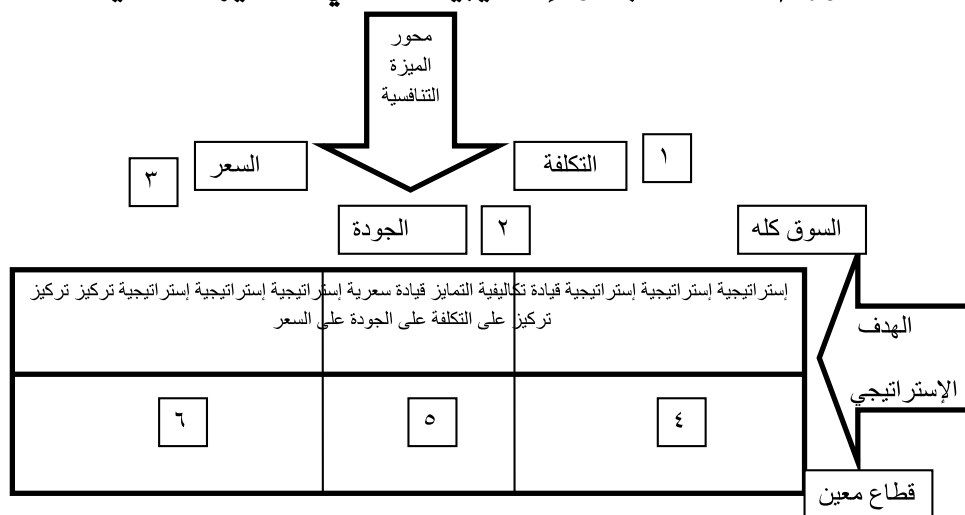 محور
الميزة
التنافسية
١
التكلفة
السعر
٣
٢
الجودة
السوق كله
إستراتيجية إستراتيجية إستراتيجية قيادة تكاليفية التمايز قيادة سعرية إستراتيجية إستراتيجية إستراتيجية تركيز تركيز
تركيز على التكلفة على الجودة على السعر
الهدف
الإستراتيجي
٤
٥
٦
قطاع معين